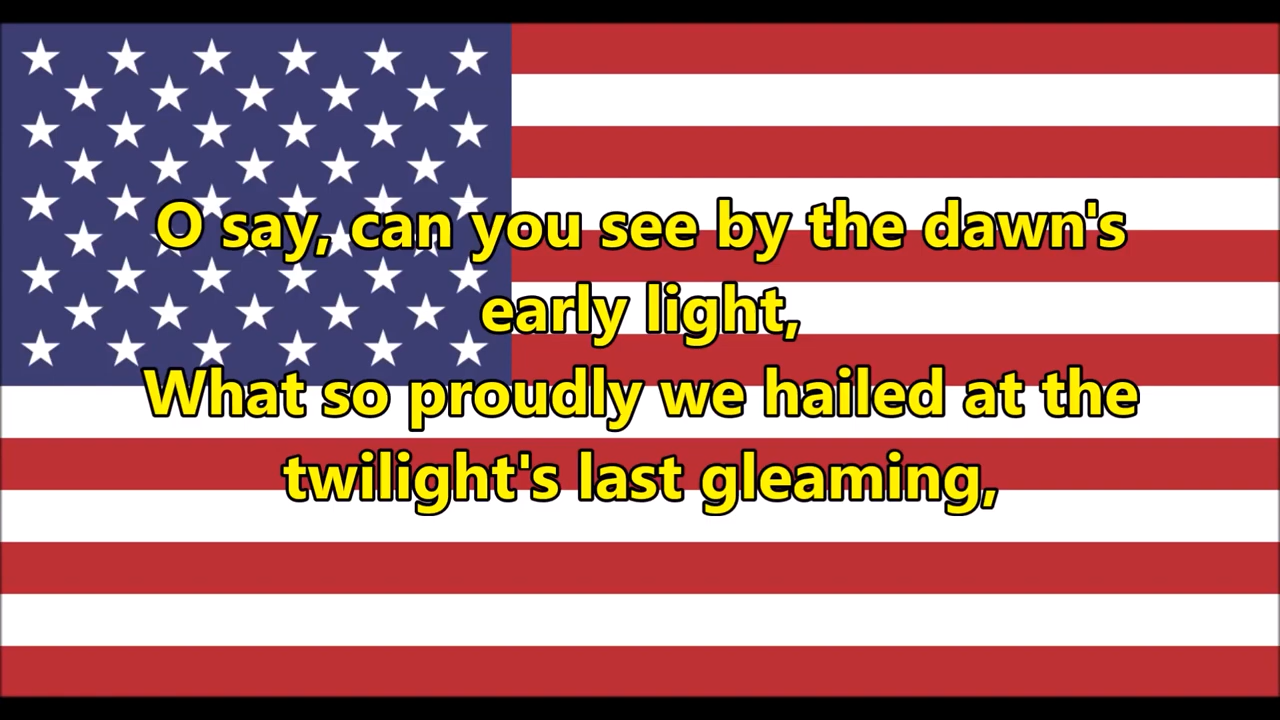 O say, can you see by the dawn's
early light,
What so proudly we hailed at the
twilight's last gleaming,